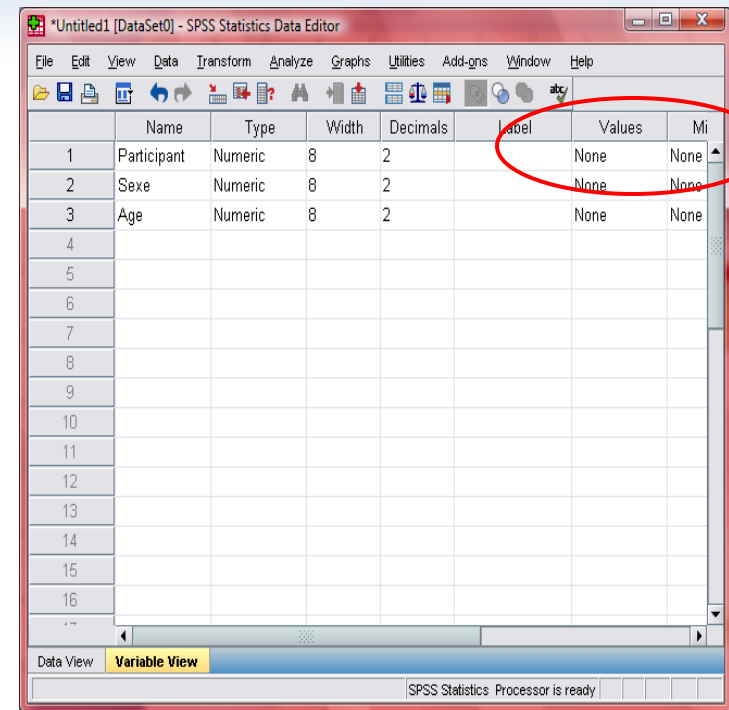 *Untitled1 [DataSet0] - SPSS Statistics Data Editor
File Edit View Data Transform Analyze Graphs Utilities Add-ons Window Help
Name Type Width Decimals Label Values Mi
1 Participant Numeric 8 2 None None
2 Sexe Numeric 8 2 None None
3 Age Numeric 8 2 None None
4
5
6
7
8
9
10
11
12
13
14
15
16
Data View Variable View
SPSS Statistics Processor is ready